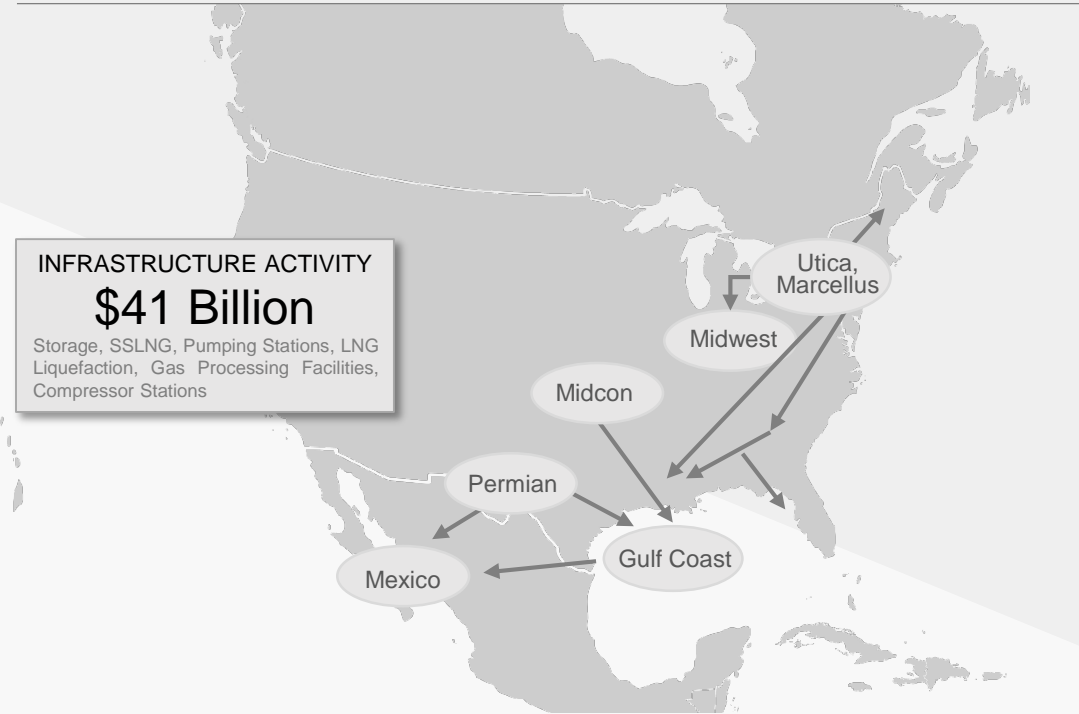 INFRASTRUCTURE ACTIVITY
$41 Billion
Storage, SSLNG, Pumping Stations, LNG
Liquefaction, Gas Processing Facilities,
Compressor Stations
Utica,
Marcellus
Midwest
Midcon
Permian
Gulf Coast
Mexico